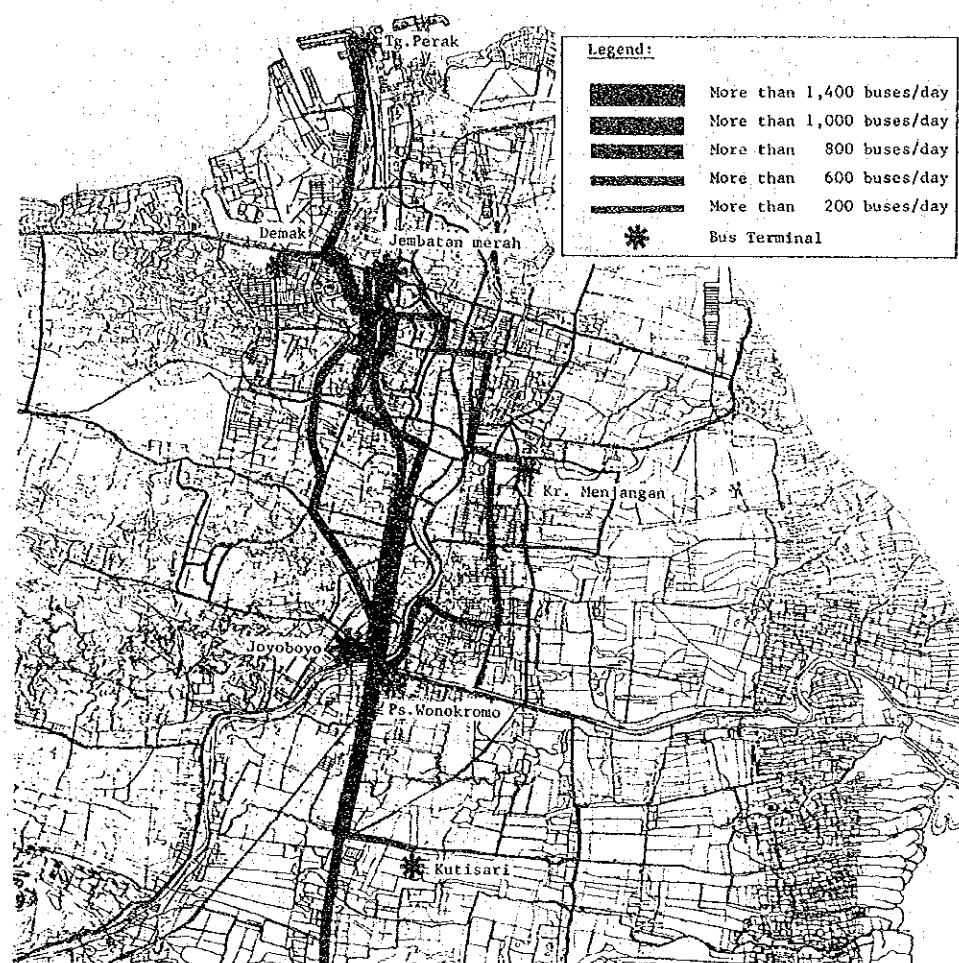 Tg.Perak
Legend:
More than 1,400 buses/day
More than 1,000 buses/day
More than 800 buses/day
More than 600 buses/day
More than 200 buses/day
Bus Terminal
Demak
Jembatan merah
Kr. Menjangan
Joyoboyo
Ps.Wonokromo
Kutisari